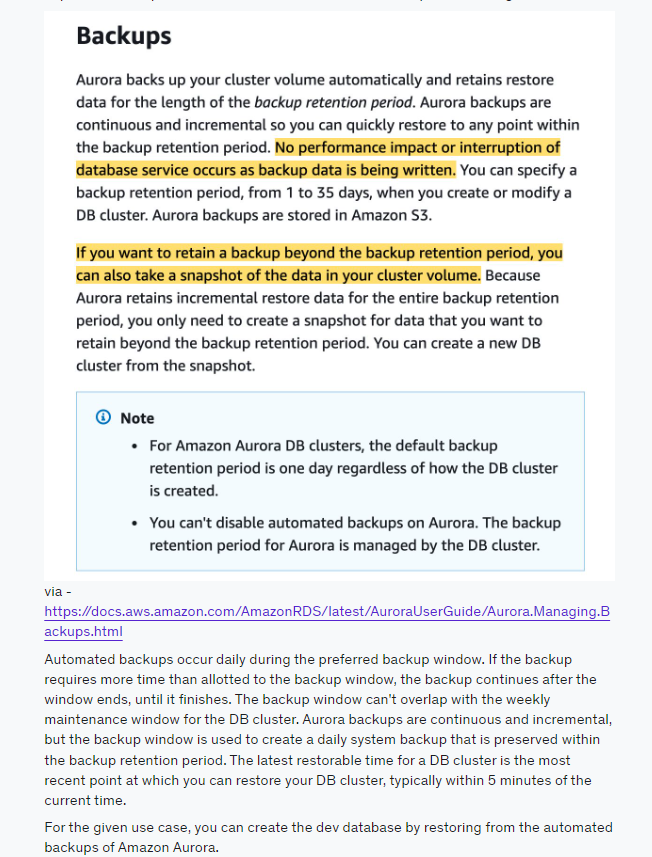 Backups
Aurora backs up your cluster volume automatically and retains restore
data for the length of the backup retention period. Aurora backups are
continuous and incremental so you can quickly restore to any point within
the backup retention period. No performance impact or interruption of
database service occurs as backup data is being written. You can specify a
backup retention period, from 1 to 35 days, when you create or modify a
DB cluster. Aurora backups are stored in Amazon S3.
If you want to retain a backup beyond the backup retention period, you
can also take a snapshot of the data in your cluster volume. Because
Aurora retains incremental restore data for the entire backup retention
period, you only need to create a snapshot for data that you want to
retain beyond the backup retention period. You can create a new DB
cluster from the snapshot.
Note
• For Amazon Aurora DB clusters, the default backup
retention period is one day regardless of how the DB cluster
is created.
• You can't disable automated backups on Aurora. The backup
retention period for Aurora is managed by the DB cluster.
via -
https://docs.aws.amazon.com/AmazonRDS/latest/AuroraUserGuide/Aurora.Managing.B
ackups.html
Automated backups occur daily during the preferred backup window. If the backup
requires more time than allotted to the backup window, the backup continues after the
window ends, until it finishes. The backup window can't overlap with the weekly
maintenance window for the DB cluster. Aurora backups are continuous and incremental,
but the backup window is used to create a daily system backup that is preserved within
the backup retention period. The latest restorable time for a DB cluster is the most
recent point at which you can restore your DB cluster, typically within 5 minutes of the
current time.
For the given use case, you can create the dev database by restoring from the automated
backups of Amazon Aurora.